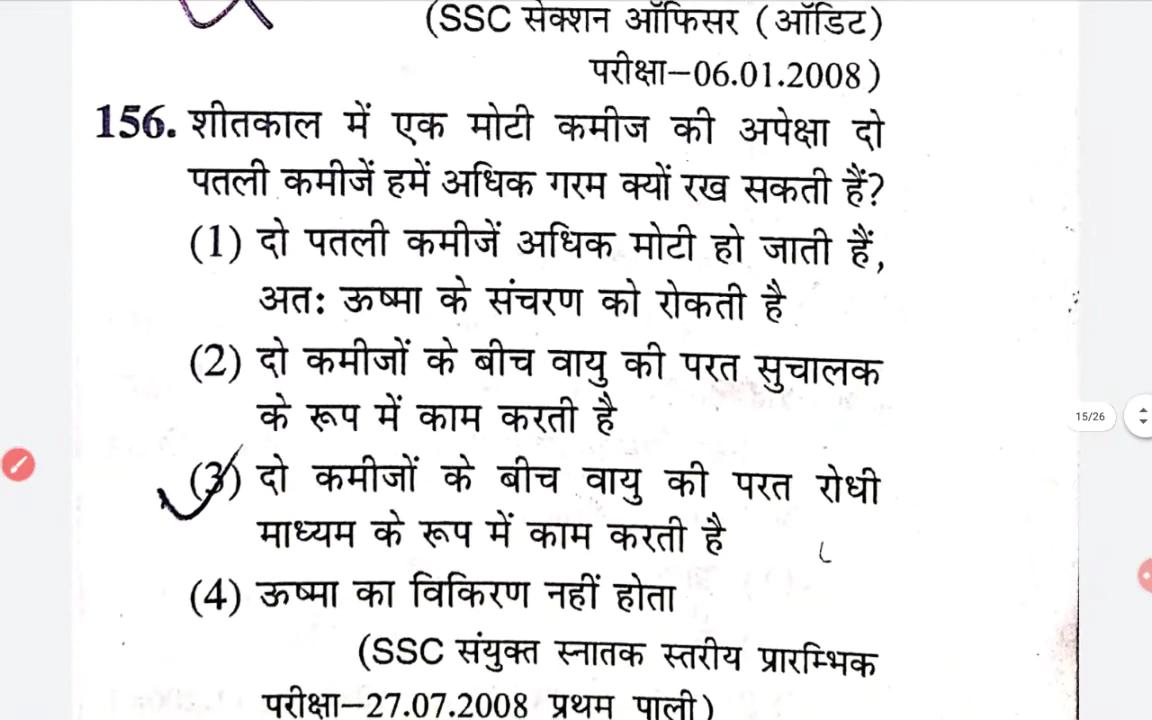 (SSC सेक्शन ऑफिसर (ऑडिट)
परीक्षा–06.01.2008)
156. शीतकाल में एक मोटी कमीज की अपेक्षा दो
पतली कमीजें हमें अधिक गरम क्यों रख सकती हैं?
(1) दो पतली कमीजें अधिक मोटी हो जाती हैं,
अतः ऊष्मा के संचरण को रोकती है
(2) दो कमीजों के बीच वायु की परत सुचालक
के रूप में काम करती है
(3) दो कमीजों के बीच वायु की परत रोधी
माध्यम के रूप में काम करती है
(4) ऊष्मा का विकिरण नहीं होता
(SSC संयुक्त स्नातक स्तरीय प्रारम्भिक
परीक्षा–27.07.2008 प्रथम पाली)
15/26